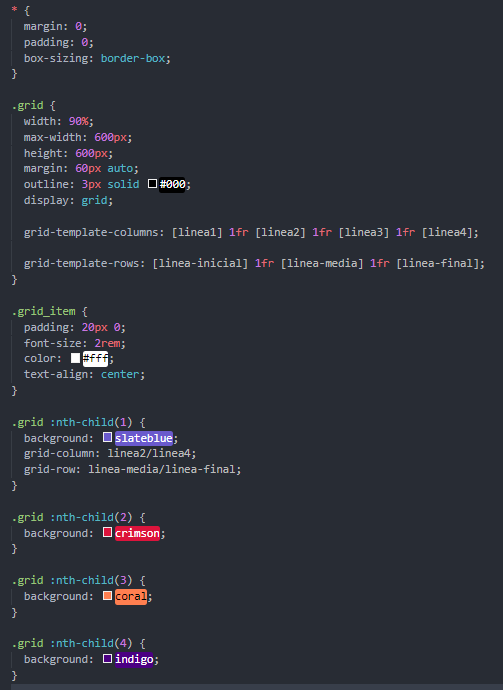 * {
  margin: 0;
  padding: 0;
  box-sizing: border-box;
}

.grid {
  width: 90%;
  max-width: 600px;
  height: 600px;
  margin: 60px auto;
  outline: 3px solid #000;
  display: grid;

  grid-template-columns: [linea1] 1fr [linea2] 1fr [linea3] 1fr [linea4];

  grid-template-rows: [linea-inicial] 1fr [linea-media] 1fr [linea-final];
}

.grid_item {
  padding: 20px 0;
  font-size: 2rem;
  color: #fff;
  text-align: center;
}

.grid :nth-child(1) {
  background: slateblue;
  grid-column: linea2/linea4;
  grid-row: linea-media/linea-final;
}

.grid :nth-child(2) {
  background: crimson;
}

.grid :nth-child(3) {
  background: coral;
}

.grid :nth-child(4) {
  background: indigo;
}